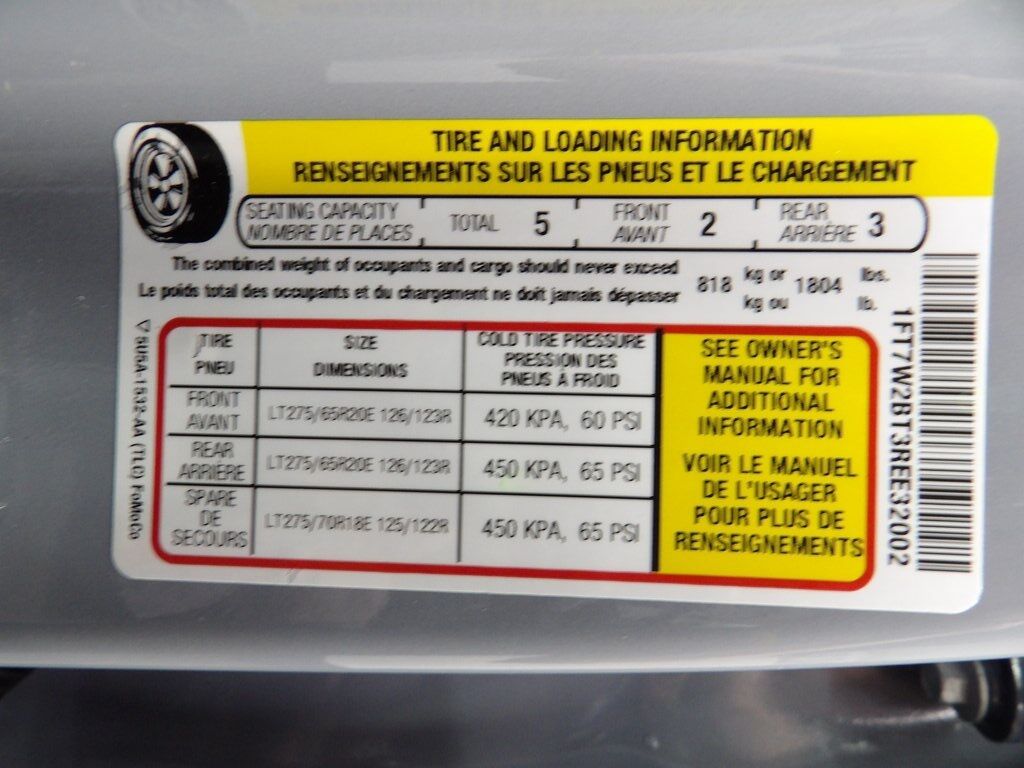 TIRE AND LOADING INFORMATION
RENSEIGNEMENTS SUR LES PNEUS ET LE CHARGEMENT
SEATING CAPACITY
NOMBRE DE PLACES
TOTAL 5
FRONT
AVANT 2
REAR
ARRIÈRE 3
The combined weight of occupants and cargo should never exceed
Le poids total des occupants et du chargement ne doit jamais dépasser
818 kg or 1804 lbs.
kg ou lb.
TIRE
PNEU
SIZE
DIMENSIONS
COLD TIRE PRESSURE
PRESSION DES
PNEUS A FROID
FRONT
AVANT
LT275/65R20E 126/123R
420 KPA, 60 PSI
REAR
ARRIÈRE
LT275/65R20E 126/123R
450 KPA, 65 PSI
SPARE
DE
SECOURS
LT275/70R18E 125/122R
450 KPA, 65 PSI
SEE OWNER'S
MANUAL FOR
ADDITIONAL
INFORMATION
VOIR LE MANUEL
DE L'USAGER
POUR PLUS DE
RENSEIGNEMENTS
1FT7W2BT3REE32002
▽ 5U5A-1532-AA (TLC) FoMoCo